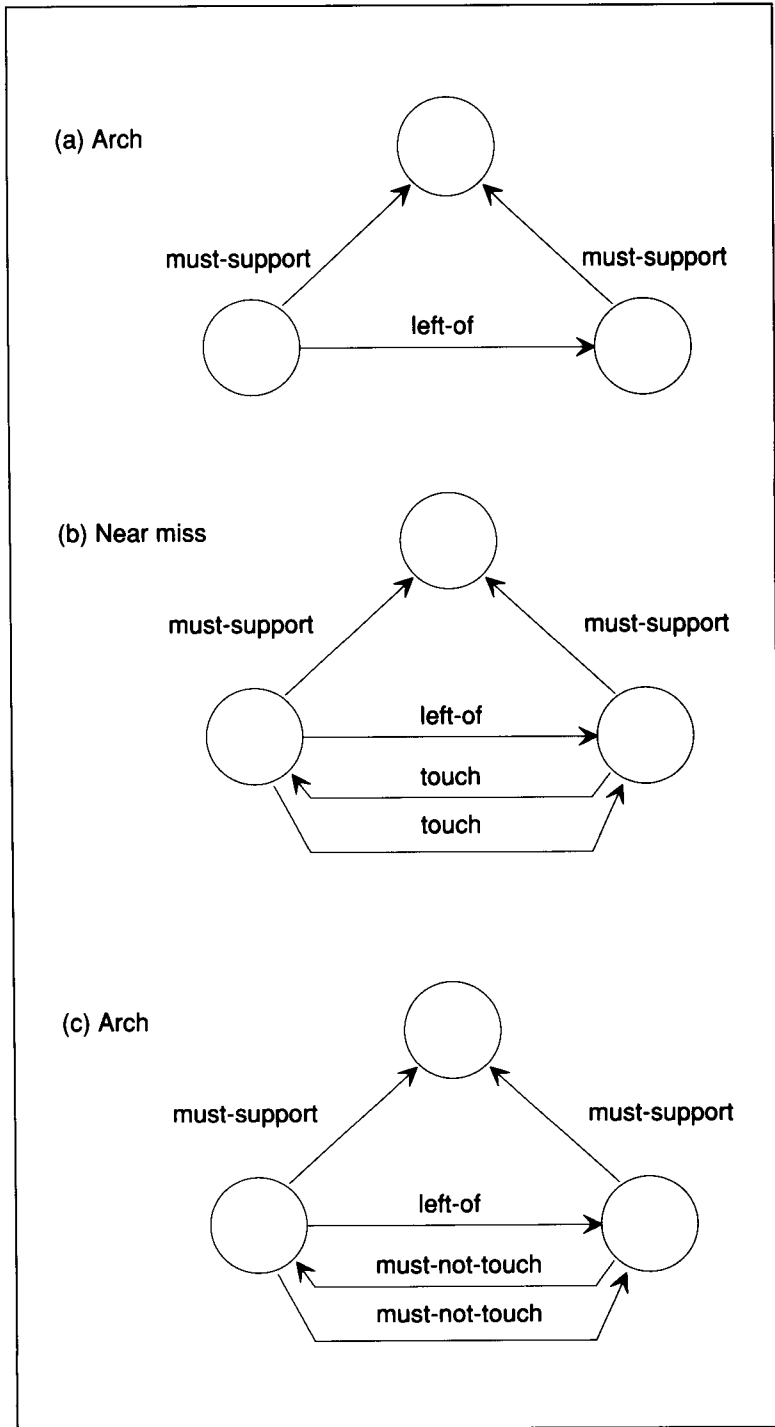 (a) Arch
must-support must-support
left-of
(b) Near miss
must-support must-support
left-of
touch
touch
(c) Arch
must-support must-support
left-of
must-not-touch
must-not-touch